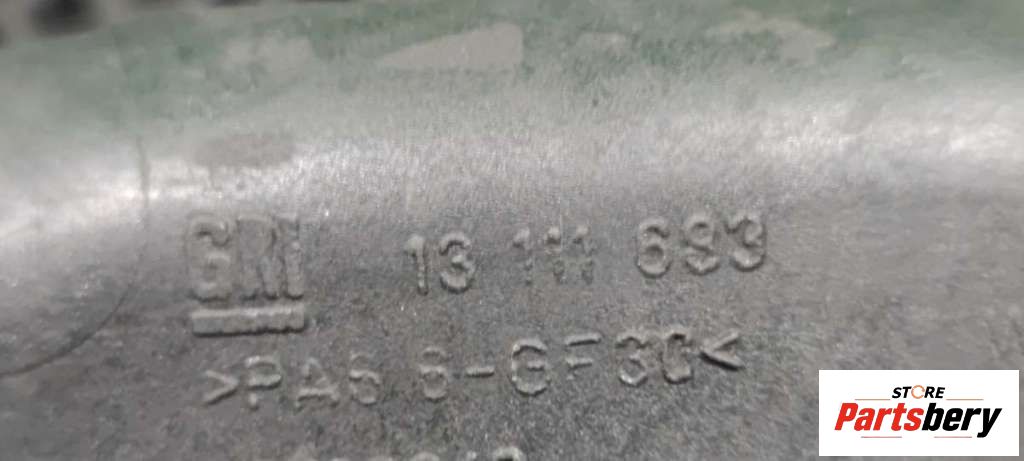 GM 13 111 693
>PA6 6-GF30<
STORE
Partsbery